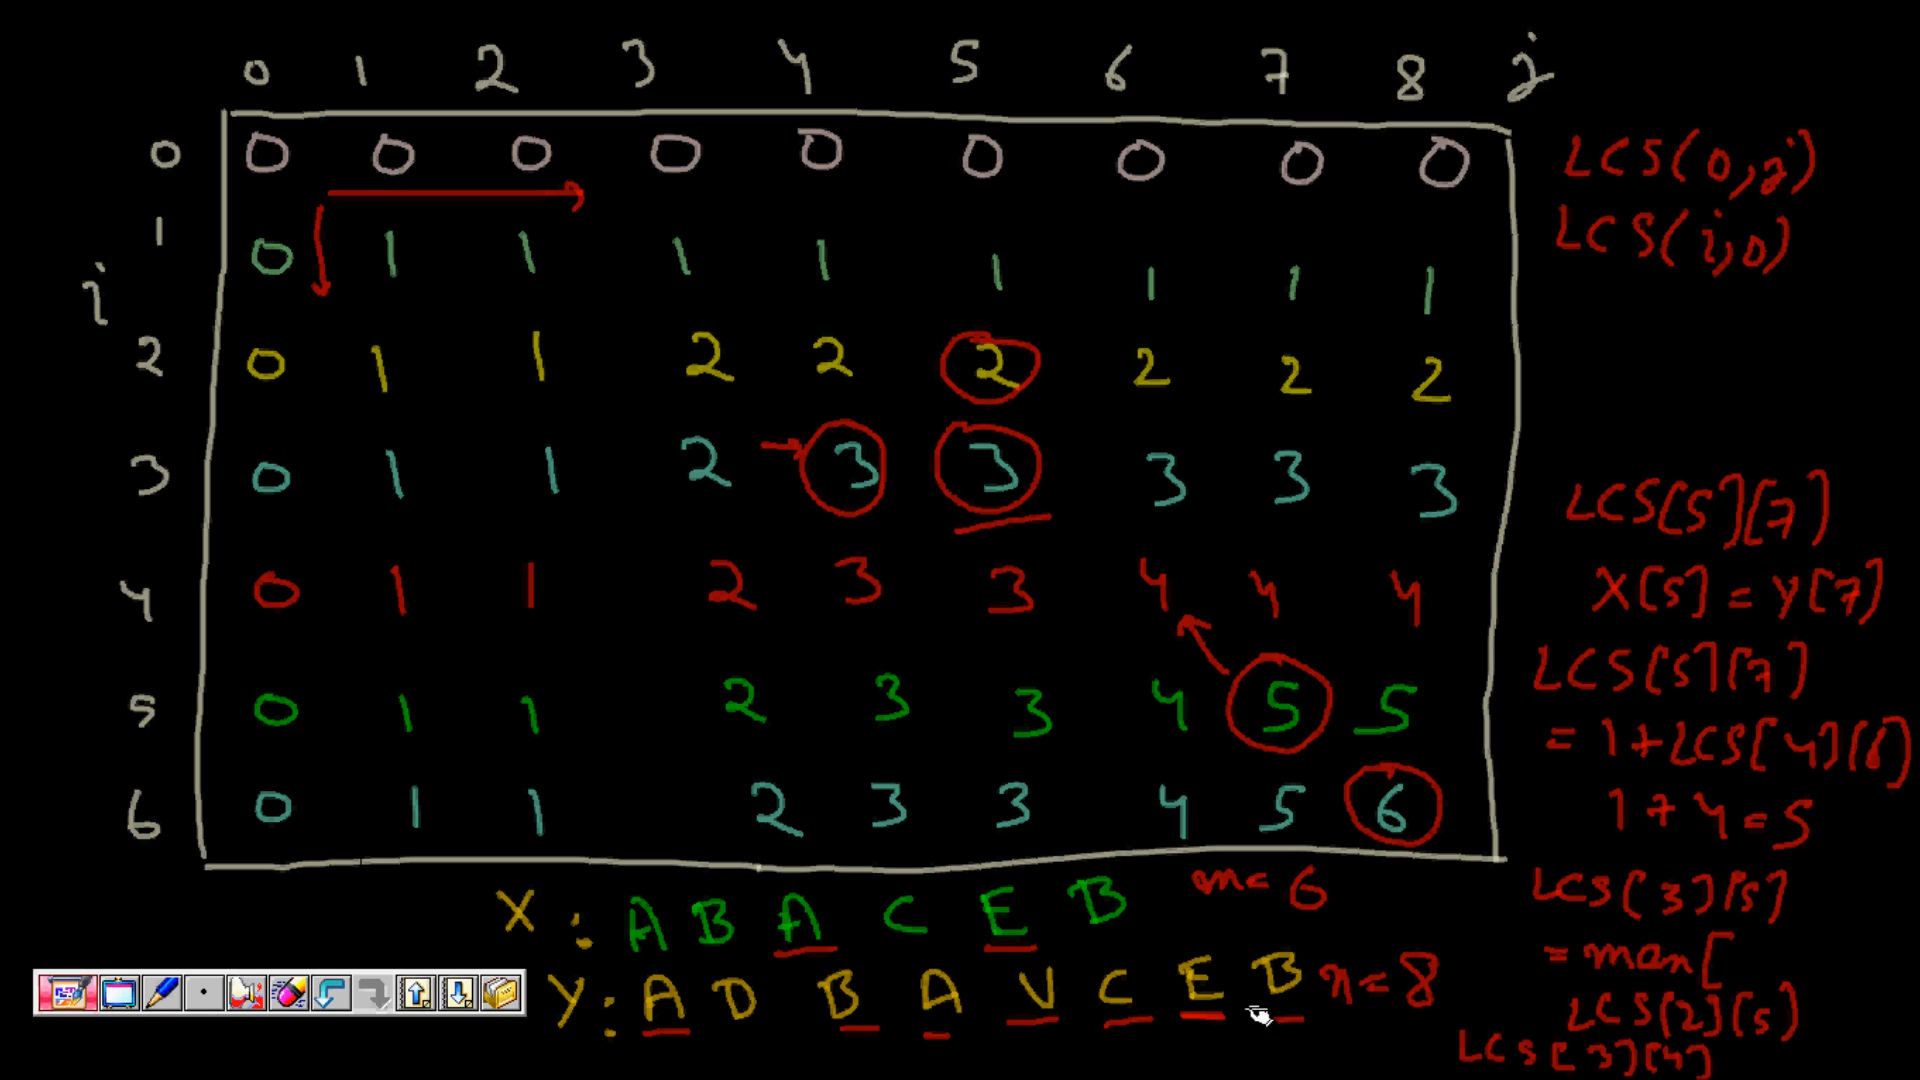 0 1 2 3 4 5 6 7 8 j
0 0 0 0 0 0 0 0 0 0 LCS(0,j)
1 0 1 1 1 1 1 1 1 1 LCS(i,0)
i
2 0 1 1 2 2 2 2 2 2
3 0 1 1 2 3 3 3 3 3
LCS[5][7]
4 0 1 1 2 3 3 4 4 4 X[5] = Y[7]
LCS[5][7]
5 0 1 1 2 3 3 4 5 5
= 1+LCS[4][6]
6 0 1 1 2 3 3 4 5 6 1+4=5
X : A B A C E B m= 6 LCS[3][5]
= man[
Y : A D B A V C E B n= 8 LCS[2][5]
LCS[3][4]